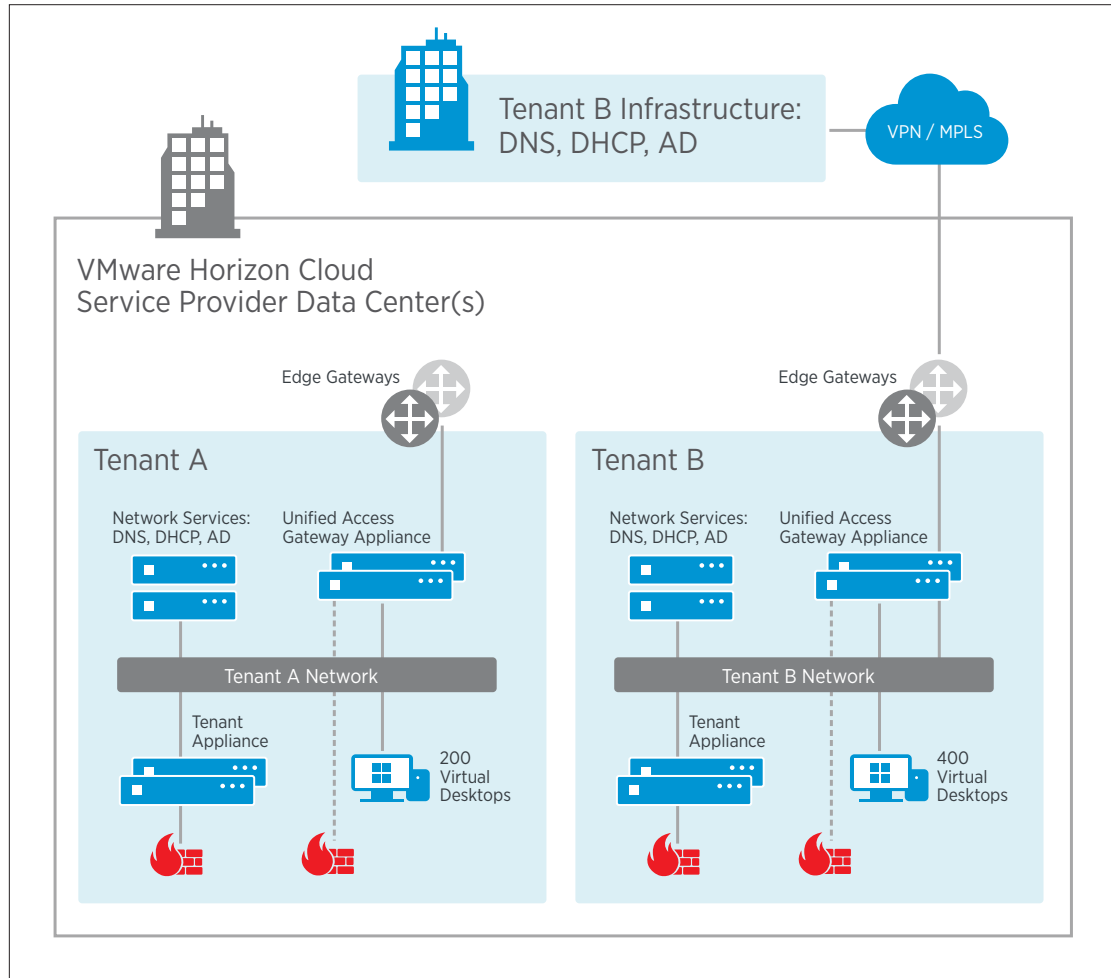 Tenant B Infrastructure:
DNS, DHCP, AD
VPN / MPLS
VMware Horizon Cloud
Service Provider Data Center(s)
Edge Gateways
Edge Gateways
Tenant A
Network Services:
DNS, DHCP, AD
Unified Access
Gateway Appliance
Tenant A Network
Tenant
Appliance
200
Virtual
Desktops
Tenant B
Network Services:
DNS, DHCP, AD
Unified Access
Gateway Appliance
Tenant B Network
Tenant
Appliance
400
Virtual
Desktops